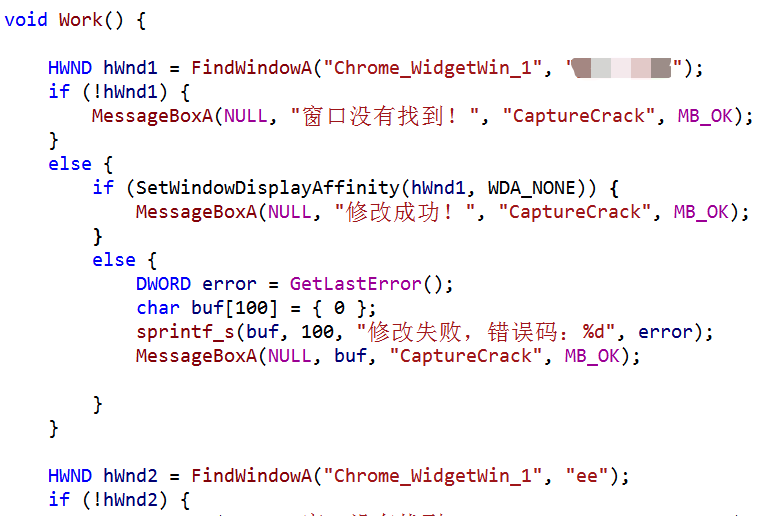 void Work() {
HWND hWnd1 = FindWindowA("Chrome_WidgetWin_1", "");
if (!hWnd1) {
MessageBoxA(NULL, "窗口没有找到！", "CaptureCrack", MB_OK);
}
else {
if (SetWindowDisplayAffinity(hWnd1, WDA_NONE)) {
MessageBoxA(NULL, "修改成功！", "CaptureCrack", MB_OK);
}
else {
DWORD error = GetLastError();
char buf[100] = { 0 };
sprintf_s(buf, 100, "修改失败，错误码：%d", error);
MessageBoxA(NULL, buf, "CaptureCrack", MB_OK);
}
}
HWND hWnd2 = FindWindowA("Chrome_WidgetWin_1", "ee");
if (!hWnd2) {